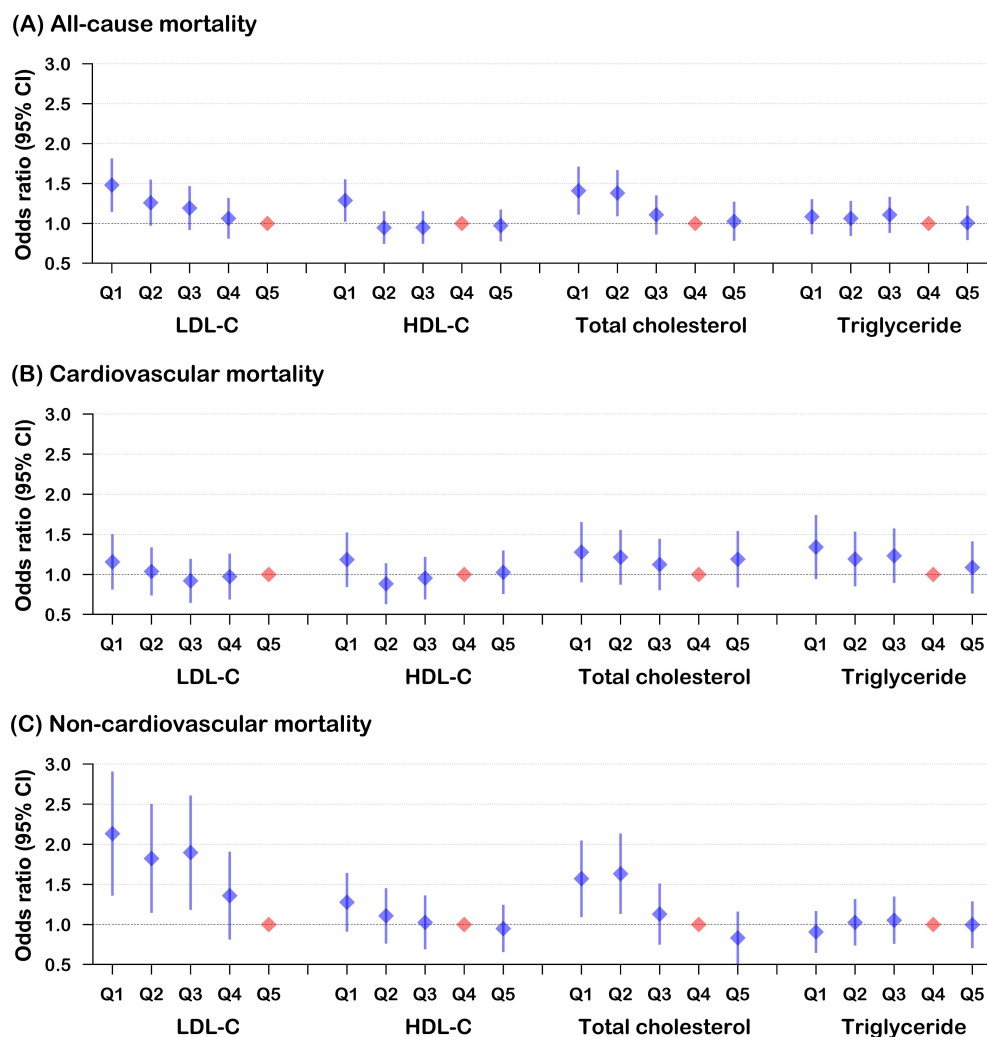 (A) All-cause mortality
Odds ratio (95% CI)
3.0
2.5
2.0
1.5
1.0
0.5
Q1 Q2 Q3 Q4 Q5 Q1 Q2 Q3 Q4 Q5 Q1 Q2 Q3 Q4 Q5 Q1 Q2 Q3 Q4 Q5
LDL-C HDL-C Total cholesterol Triglyceride
(B) Cardiovascular mortality
Odds ratio (95% CI)
3.0
2.5
2.0
1.5
1.0
0.5
Q1 Q2 Q3 Q4 Q5 Q1 Q2 Q3 Q4 Q5 Q1 Q2 Q3 Q4 Q5 Q1 Q2 Q3 Q4 Q5
LDL-C HDL-C Total cholesterol Triglyceride
(C) Non-cardiovascular mortality
Odds ratio (95% CI)
3.0
2.5
2.0
1.5
1.0
0.5
Q1 Q2 Q3 Q4 Q5 Q1 Q2 Q3 Q4 Q5 Q1 Q2 Q3 Q4 Q5 Q1 Q2 Q3 Q4 Q5
LDL-C HDL-C Total cholesterol Triglyceride